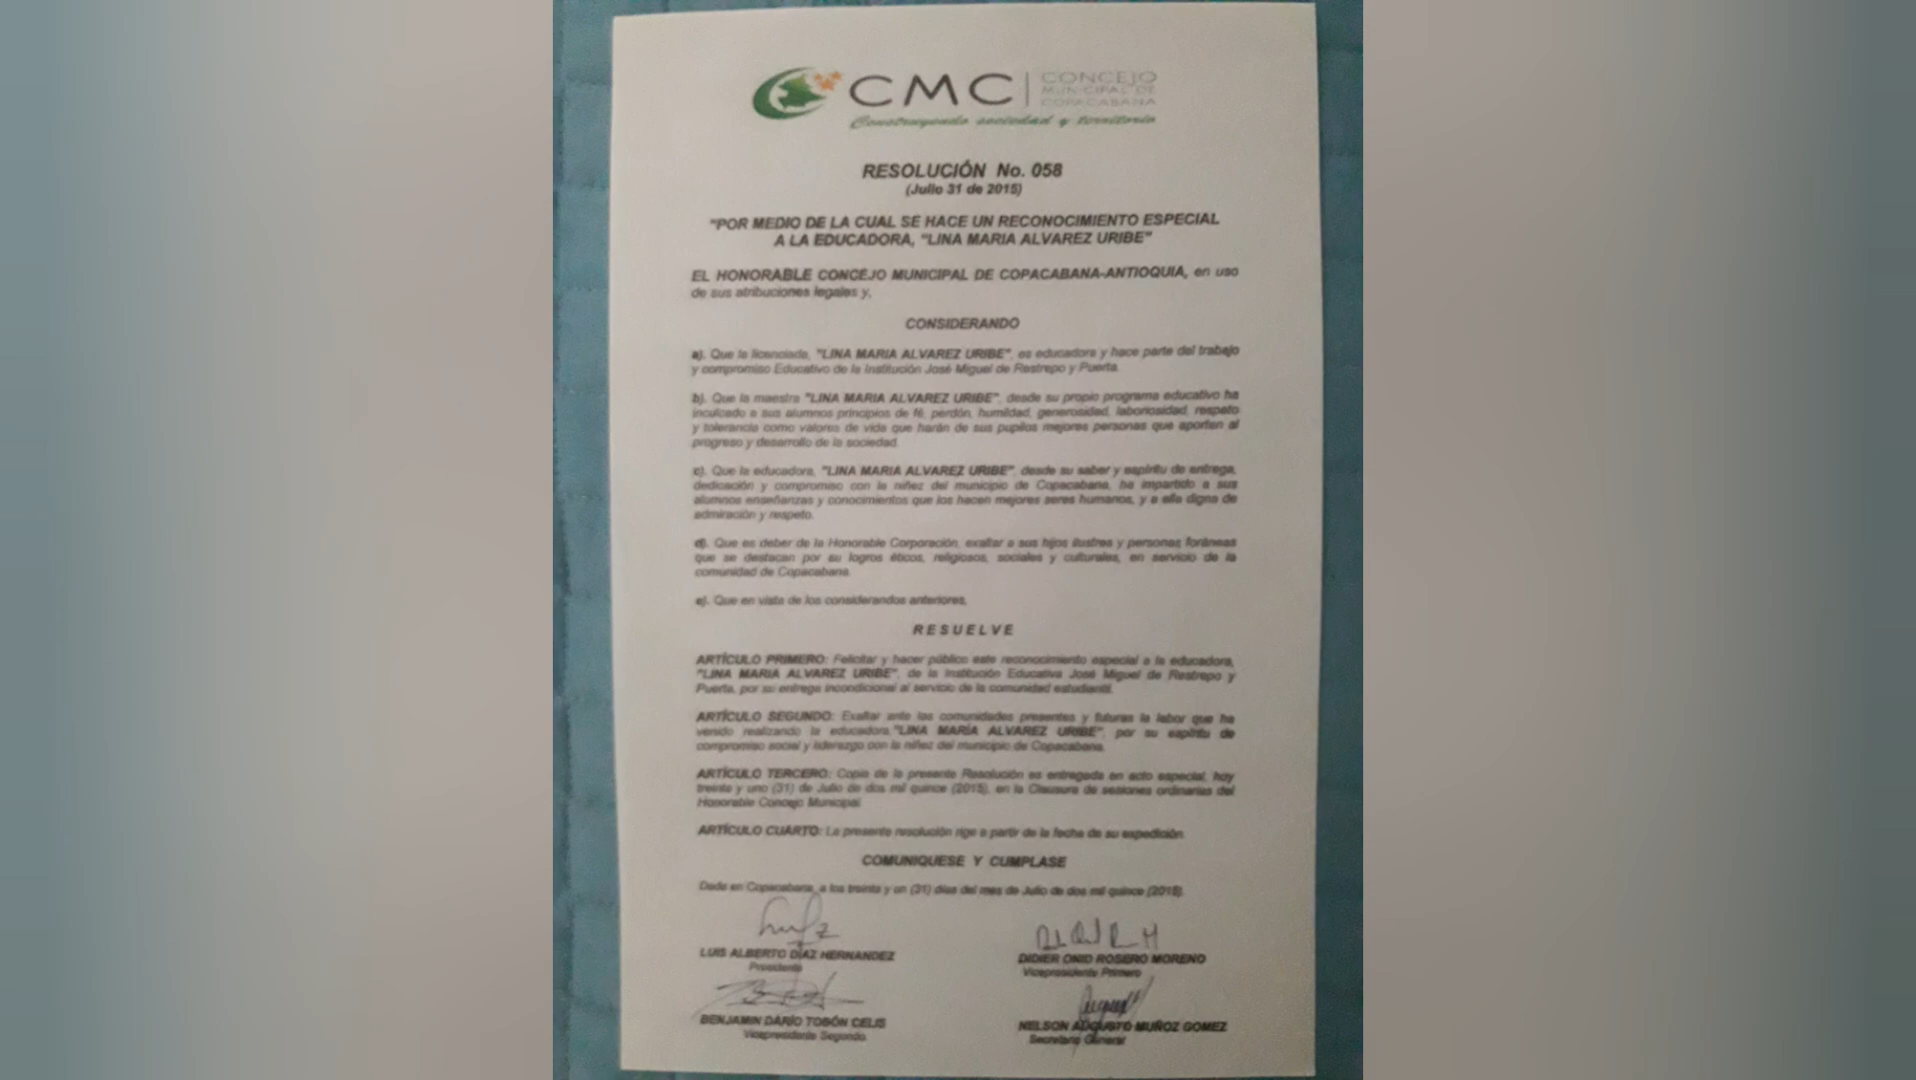 CMC
CONCEJO
MUNICIPAL DE
COPACABANA
Construyendo sociedad y territorio
RESOLUCIÓN No. 058
(Julio 31 de 2015)
"POR MEDIO DE LA CUAL SE HACE UN RECONOCIMIENTO ESPECIAL
A LA EDUCADORA, "LINA MARIA ALVAREZ URIBE"
EL HONORABLE CONCEJO MUNICIPAL DE COPACABANA-ANTIOQUIA, en uso
de sus atribuciones legales y,
CONSIDERANDO
a). Que la licenciada, "LINA MARIA ALVAREZ URIBE", es educadora y hace parte del trabajo
y compromiso Educativo de la Institución José Miguel de Restrepo y Puerta.
b). Que la maestra "LINA MARIA ALVAREZ URIBE", desde su propio programa educativo ha
inculcado a sus alumnos principios de fé, perdón, humildad, generosidad, laboriosidad, respeto
y tolerancia como valores de vida que harán de sus pupilos mejores personas que aporten al
progreso y desarrollo de la sociedad.
c). Que la educadora, "LINA MARIA ALVAREZ URIBE", desde su saber y espíritu de entrega,
dedicación y compromiso con la niñez del municipio de Copacabana, ha impartido a sus
alumnos enseñanzas y conocimientos que los hacen mejores seres humanos, y a ella digna de
admiración y respeto.
d). Que es deber de la Honorable Corporación, exaltar a sus hijos ilustres y personas foráneas
que se destacan por su logros éticos, religiosos, sociales y culturales, en servicio de la
comunidad de Copacabana.
e). Que en vista de los considerandos anteriores,
RESUELVE
ARTÍCULO PRIMERO: Felicitar y hacer público este reconocimiento especial a la educadora,
"LINA MARIA ALVAREZ URIBE", de la Institución Educativa José Miguel de Restrepo y
Puerta, por su entrega incondicional al servicio de la comunidad estudiantil.
ARTÍCULO SEGUNDO: Exaltar ante las comunidades presentes y futuras la labor que ha
venido realizando la educadora,"LINA MARÍA ALVAREZ URIBE", por su espíritu de
compromiso social y liderazgo con la niñez del municipio de Copacabana.
ARTÍCULO TERCERO: Copia de la presente Resolución es entregada en acto especial, hoy
treinta y uno (31) de Julio de dos mil quince (2015), en la Clausura de sesiones ordinarias del
Honorable Concejo Municipal
ARTÍCULO CUARTO: La presente resolución rige a partir de la fecha de su expedición.
COMUNIQUESE Y CUMPLASE
Dada en Copacabana, a los treinta y un (31) días del mes de Julio de dos mil quince (2015).
LUIS ALBERTO DÍAZ HERNANDEZ
Presidente
DIDIER ONID ROSERO MORENO
Vicepresidente Primero
BENJAMIN DARÍO TOBÓN CELIS
Vicepresidente Segundo
NELSON AUGUSTO MUÑOZ GOMEZ
Secretario General